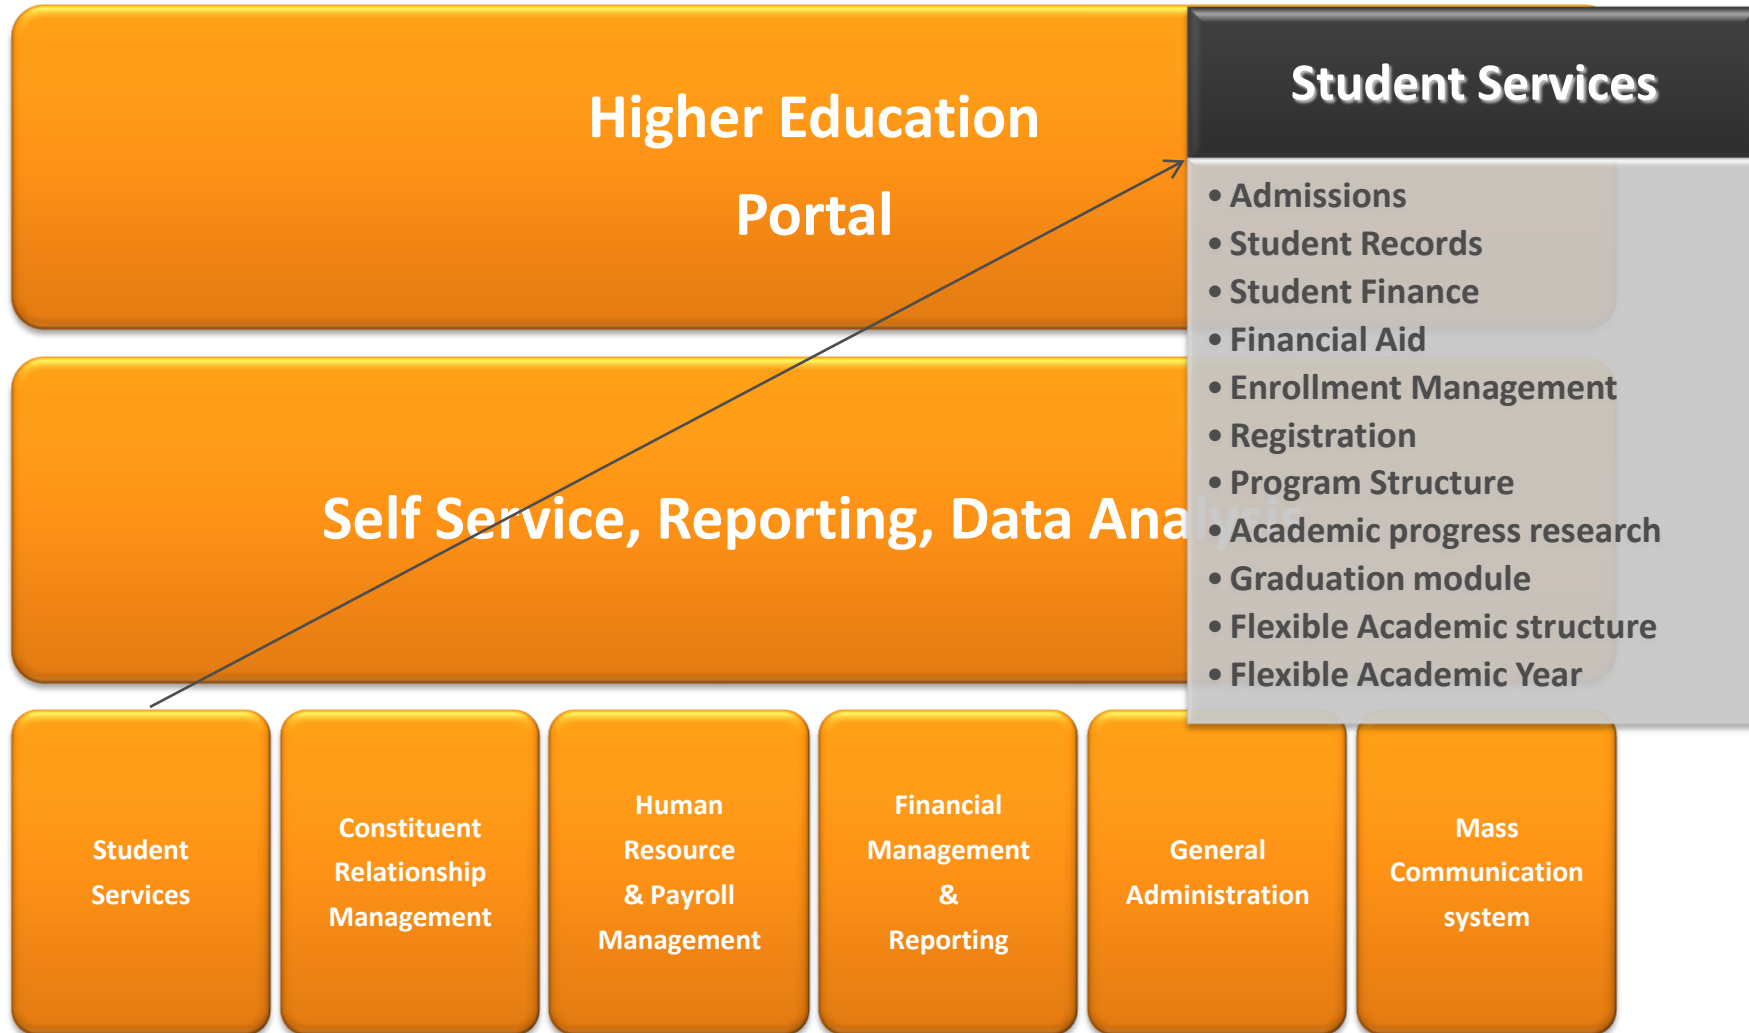 Higher Education
Portal
Student Services
• Admissions
• Student Records
• Student Finance
• Financial Aid
• Enrollment Management
• Registration
• Program Structure
• Academic progress research
• Graduation module
• Flexible Academic structure
• Flexible Academic Year
Self Service, Reporting, Data Analysis
Student
Services
Constituent
Relationship
Management
Human
Resource
& Payroll
Management
Financial
Management
&
Reporting
General
Administration
Mass
Communication
system